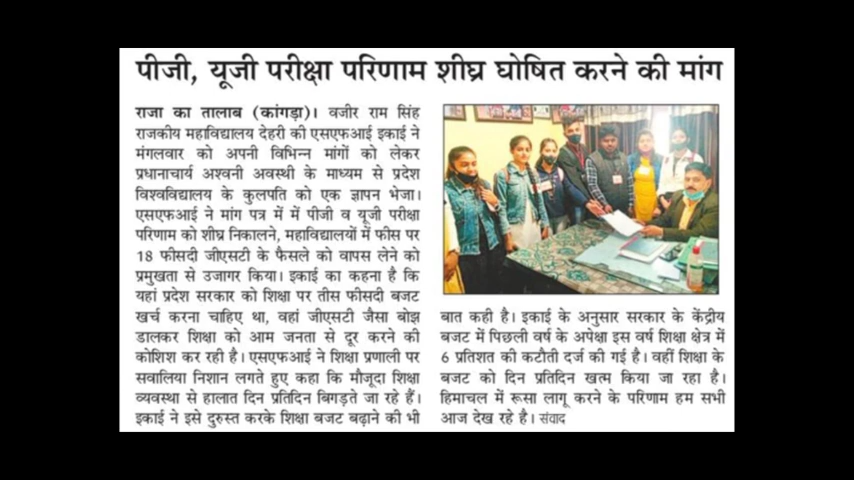 पीजी, यूजी परीक्षा परिणाम शीघ्र घोषित करने की मांग
राजा का तालाब (कांगड़ा)। वजीर राम सिंह
राजकीय महाविद्यालय देहरी की एसएफआई इकाई ने
मंगलवार को अपनी विभिन्न मांगों को लेकर
प्रधानाचार्य अश्वनी अवस्थी के माध्यम से प्रदेश
विश्वविद्यालय के कुलपति को एक ज्ञापन भेजा।
एसएफआई ने मांग पत्र में में पीजी व यूजी परीक्षा
परिणाम को शीघ्र निकालने, महाविद्यालयों में फीस पर
18 फीसदी जीएसटी के फैसले को वापस लेने को
प्रमुखता से उजागर किया। इकाई का कहना है कि
यहां प्रदेश सरकार को शिक्षा पर तीस फीसदी बजट
खर्च करना चाहिए था, वहां जीएसटी जैसा बोझ
डालकर शिक्षा को आम जनता से दूर करने की
कोशिश कर रही है। एसएफआई ने शिक्षा प्रणाली पर
सवालिया निशान लगते हुए कहा कि मौजूदा शिक्षा
व्यवस्था से हालात दिन प्रतिदिन बिगड़ते जा रहे हैं।
इकाई ने इसे दुरुस्त करके शिक्षा बजट बढ़ाने की भी
बात कही है। इकाई के अनुसार सरकार के केंद्रीय
बजट में पिछली वर्ष के अपेक्षा इस वर्ष शिक्षा क्षेत्र में
6 प्रतिशत की कटौती दर्ज की गई है। वहीं शिक्षा के
बजट को दिन प्रतिदिन खत्म किया जा रहा है।
हिमाचल में रूसा लागू करने के परिणाम हम सभी
आज देख रहे है। संवाद